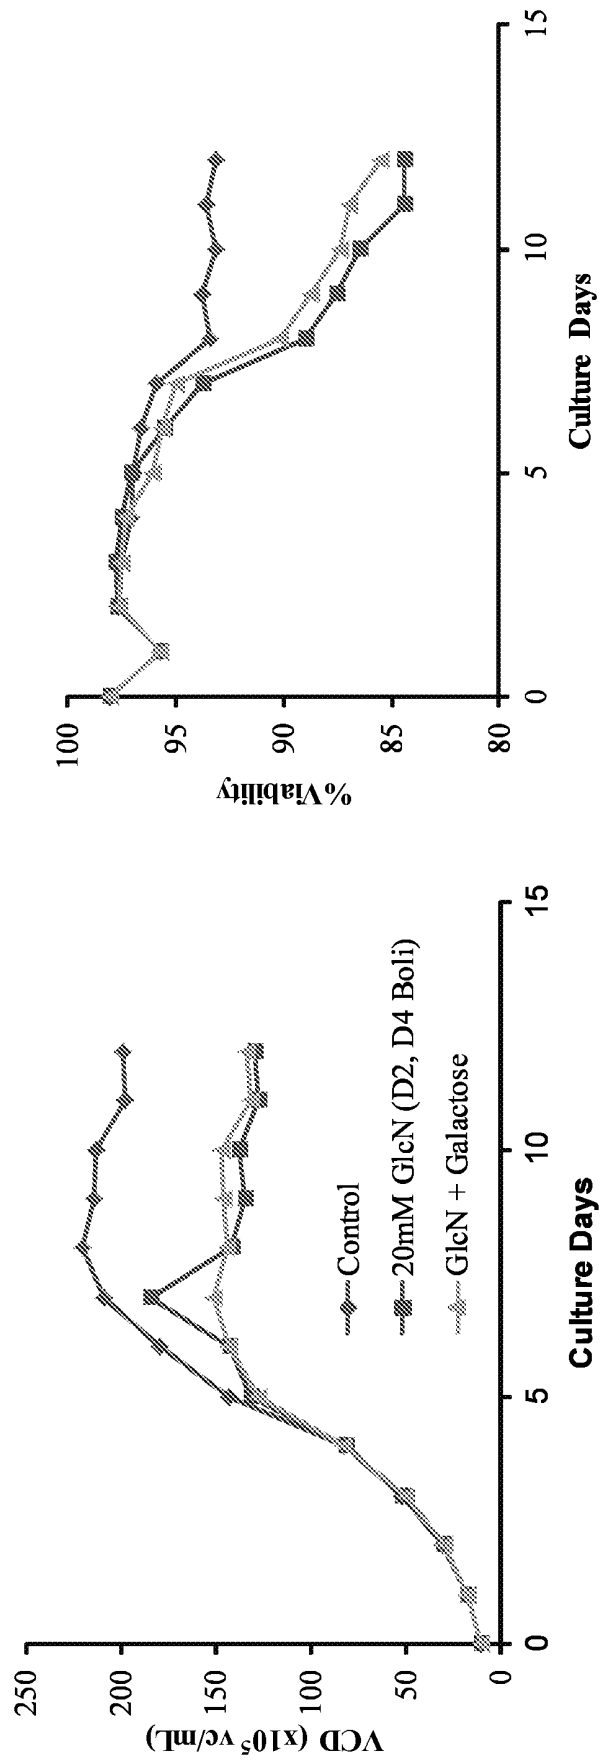 VCD (x10⁵ vc/mL)
250
200
150
100
50
0
0
5
10
15
Culture Days
Control
20mM GlcN (D2, D4 Boli)
GlcN + Galactose
%Viability
100
95
90
85
80
0
5
10
15
Culture Days